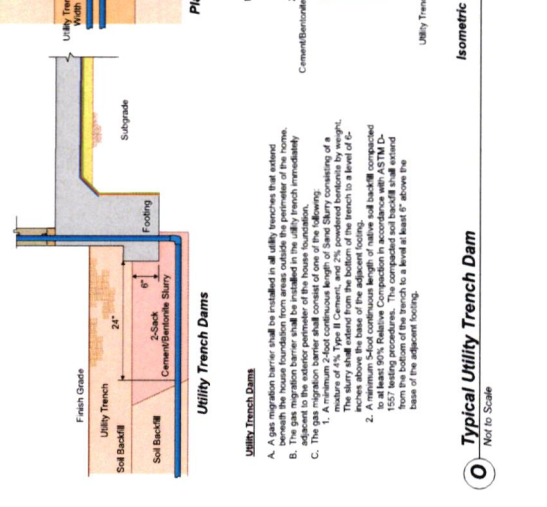 Utility Trench
Width
Pl
Finish Grade
Utility Trench
Soil Backfill
Soil Backfill
24"
6"
2-Sack
Cement/Bentonite Slurry
Footing
Subgrade
Utility Trench Dams
Cement/Bentonite
Utility Tren
Isometric
Utility Trench Dams
A. A gas migration barrier shall be installed in all utility trenches that extend
beneath the house foundation from areas outside the perimeter of the home.
B. The gas migration barrier shall be installed in the utility trench immediately
adjacent to the exterior perimeter of the house foundation.
C. The gas migration barrier shall consist of one of the following:
1. A minimum 2-foot continuous length of Sand Slurry consisting of a
mixture of 4% Type II Cement, and 2% powdered bentonite by weight.
The slurry shall extend from the bottom of the trench to a level of 6-
inches above the base of the adjacent footing.
2. A minimum 5-foot continuous length of native soil backfill compacted
to at least 90% Relative Compaction in accordance with ASTM D-
1557 testing procedures. The compacted soil backfill shall extend
from the bottom of the trench to a level at least 6" above the
base of the adjacent footing.
O Typical Utility Trench Dam
Not to Scale